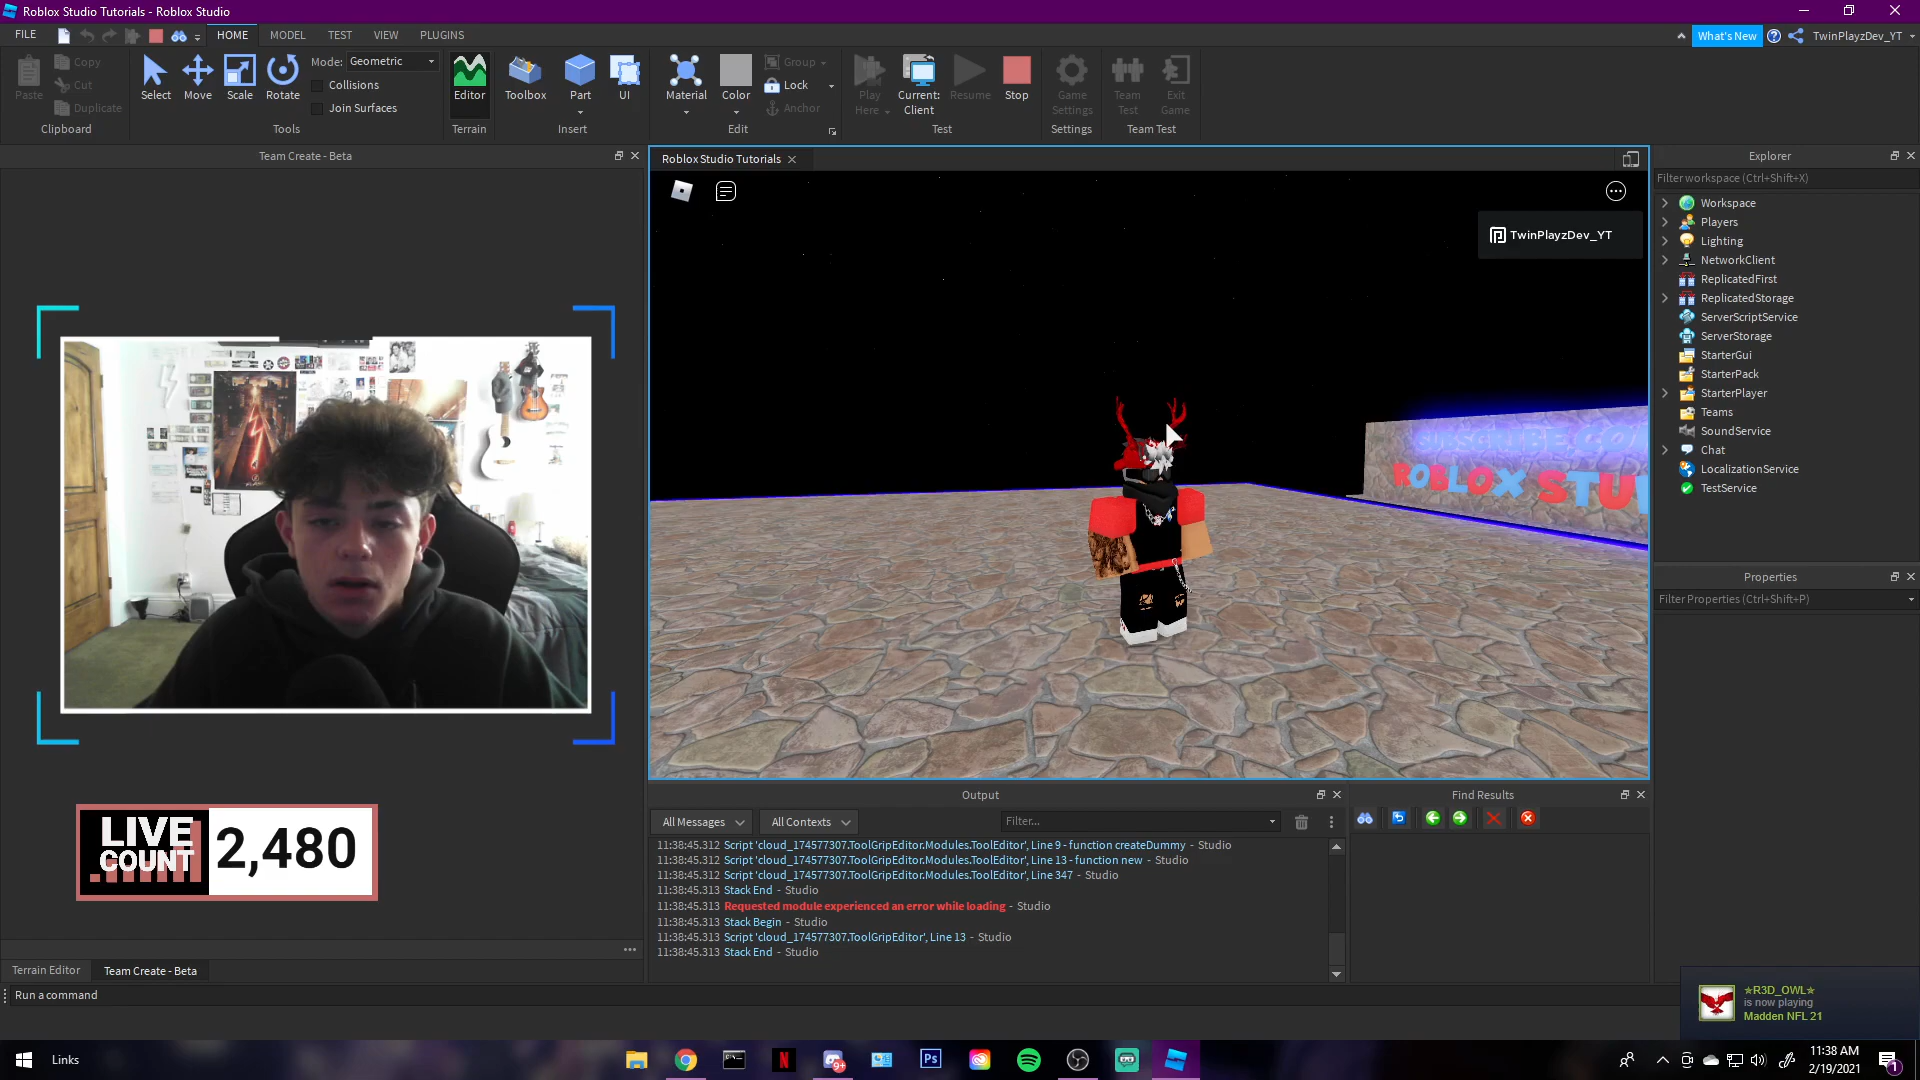 Roblox Studio Tutorials - Roblox Studio
FILE
HOME
MODEL
TEST
VIEW
PLUGINS
What's New
TwinPlayzDev_YT
Paste
Copy
Cut
Duplicate
Clipboard
Select
Move
Scale
Rotate
Mode: Geometric
Collisions
Join Surfaces
Tools
Editor
Terrain
Toolbox
Part
UI
Insert
Material
Color
Group
Lock
Anchor
Edit
Play
Here
Current:
Client
Resume
Stop
Test
Game
Settings
Settings
Team
Test
Exit
Game
Team Test
Team Create - Beta
LIVE
COUNT
2,480
Terrain Editor
Team Create - Beta
Run a command
Roblox Studio Tutorials
TwinPlayzDev_YT
SUBSCRIBE
ROBLOX STU
Output
All Messages
All Contexts
Filter...
11:38:45.312 Script 'cloud_174577307.ToolGripEditor.Modules.ToolEditor', Line 9 - function createDummy - Studio
11:38:45.312 Script 'cloud_174577307.ToolGripEditor.Modules.ToolEditor', Line 13 - function new - Studio
11:38:45.312 Script 'cloud_174577307.ToolGripEditor.Modules.ToolEditor', Line 347 - Studio
11:38:45.313 Stack End - Studio
11:38:45.313 Requested module experienced an error while loading - Studio
11:38:45.313 Stack Begin - Studio
11:38:45.313 Script 'cloud_174577307.ToolGripEditor', Line 13 - Studio
11:38:45.313 Stack End - Studio
Find Results
Explorer
Filter workspace (Ctrl+Shift+X)
Workspace
Players
Lighting
NetworkClient
ReplicatedFirst
ReplicatedStorage
ServerScriptService
ServerStorage
StarterGui
StarterPack
StarterPlayer
Teams
SoundService
Chat
LocalizationService
TestService
Properties
Filter Properties (Ctrl+Shift+P)
★R3D_OWL★
is now playing
Madden NFL 21
Links
N
9+
Ps
11:38 AM
2/19/2021
1